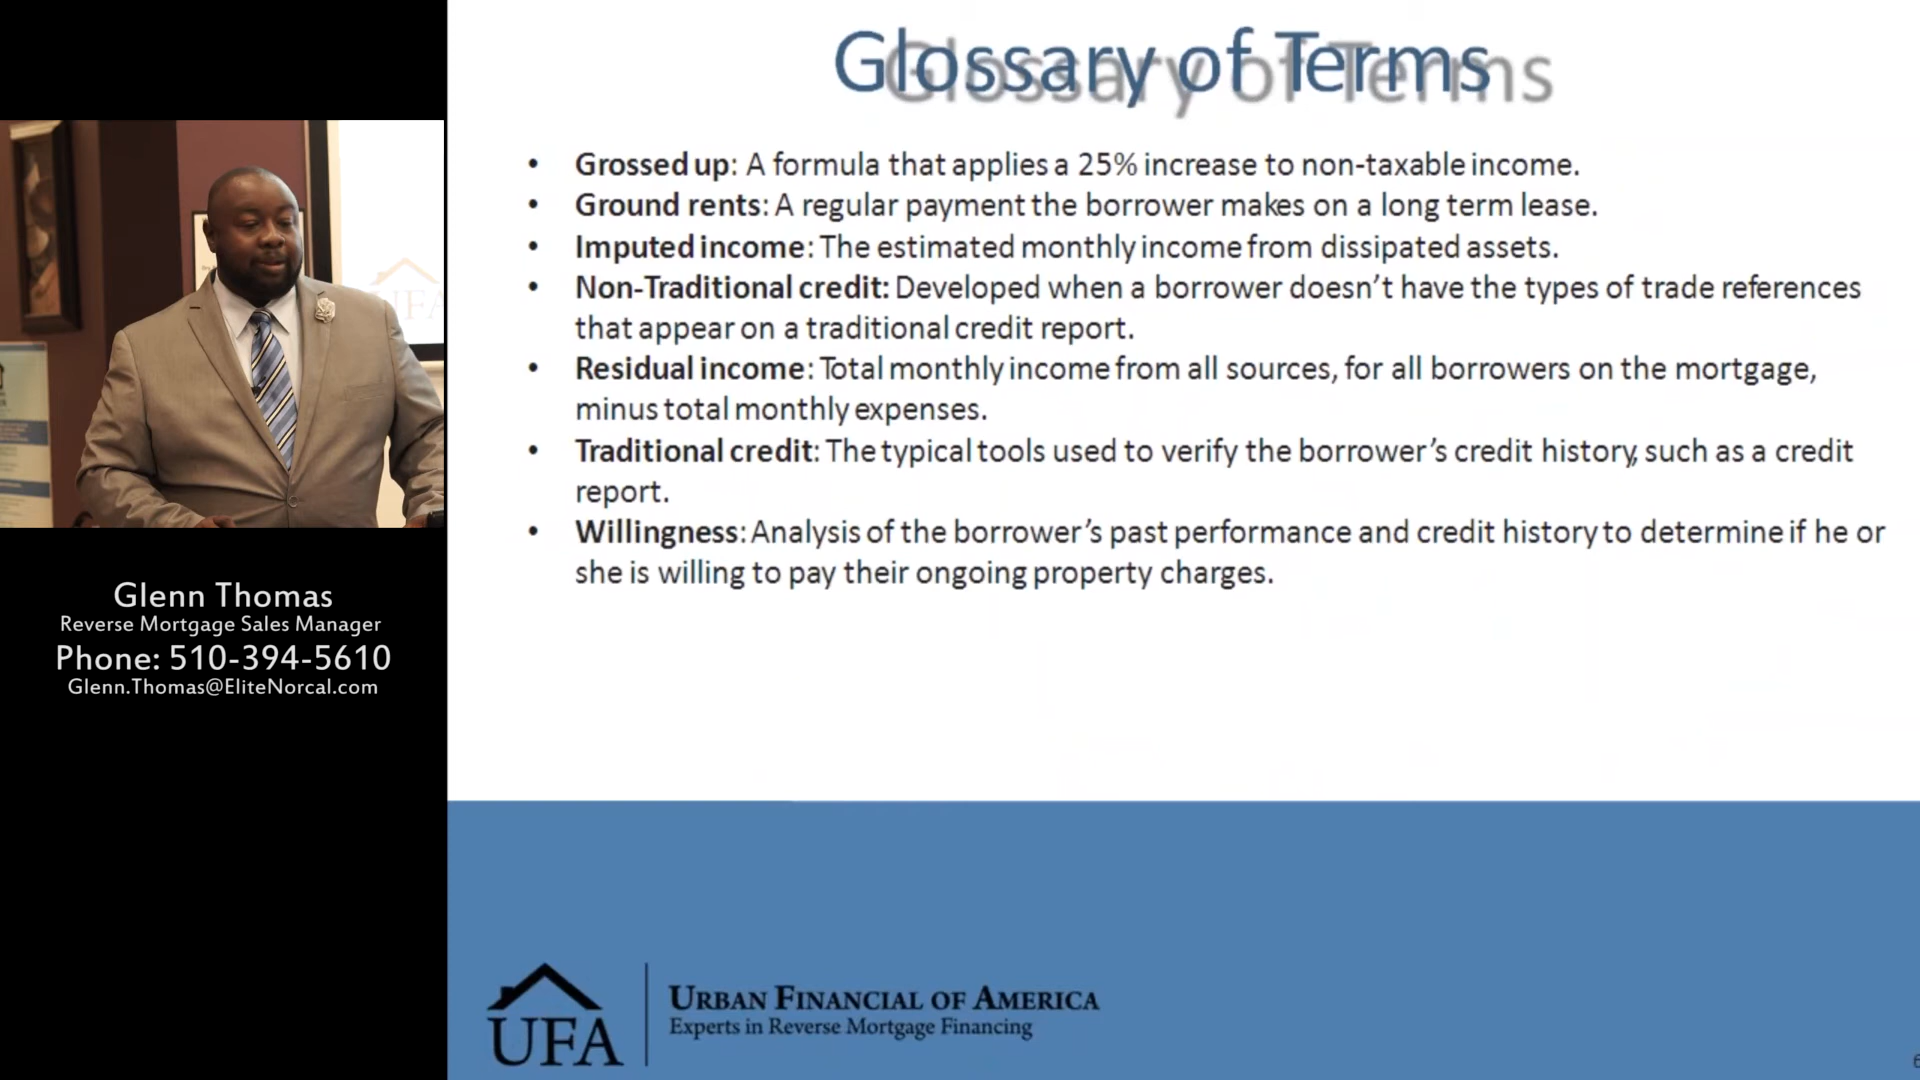 Glossary of Terms
• Grossed up: A formula that applies a 25% increase to non-taxable income.
• Ground rents: A regular payment the borrower makes on a long term lease.
• Imputed income: The estimated monthly income from dissipated assets.
• Non-Traditional credit: Developed when a borrower doesn’t have the types of trade references
that appear on a traditional credit report.
• Residual income: Total monthly income from all sources, for all borrowers on the mortgage,
minus total monthly expenses.
• Traditional credit: The typical tools used to verify the borrower’s credit history, such as a credit
report.
• Willingness: Analysis of the borrower’s past performance and credit history to determine if he or
she is willing to pay their ongoing property charges.
UFA
Glenn Thomas
Reverse Mortgage Sales Manager
Phone: 510-394-5610
Glenn.Thomas@EliteNorcal.com
UFA
URBAN FINANCIAL OF AMERICA
Experts in Reverse Mortgage Financing